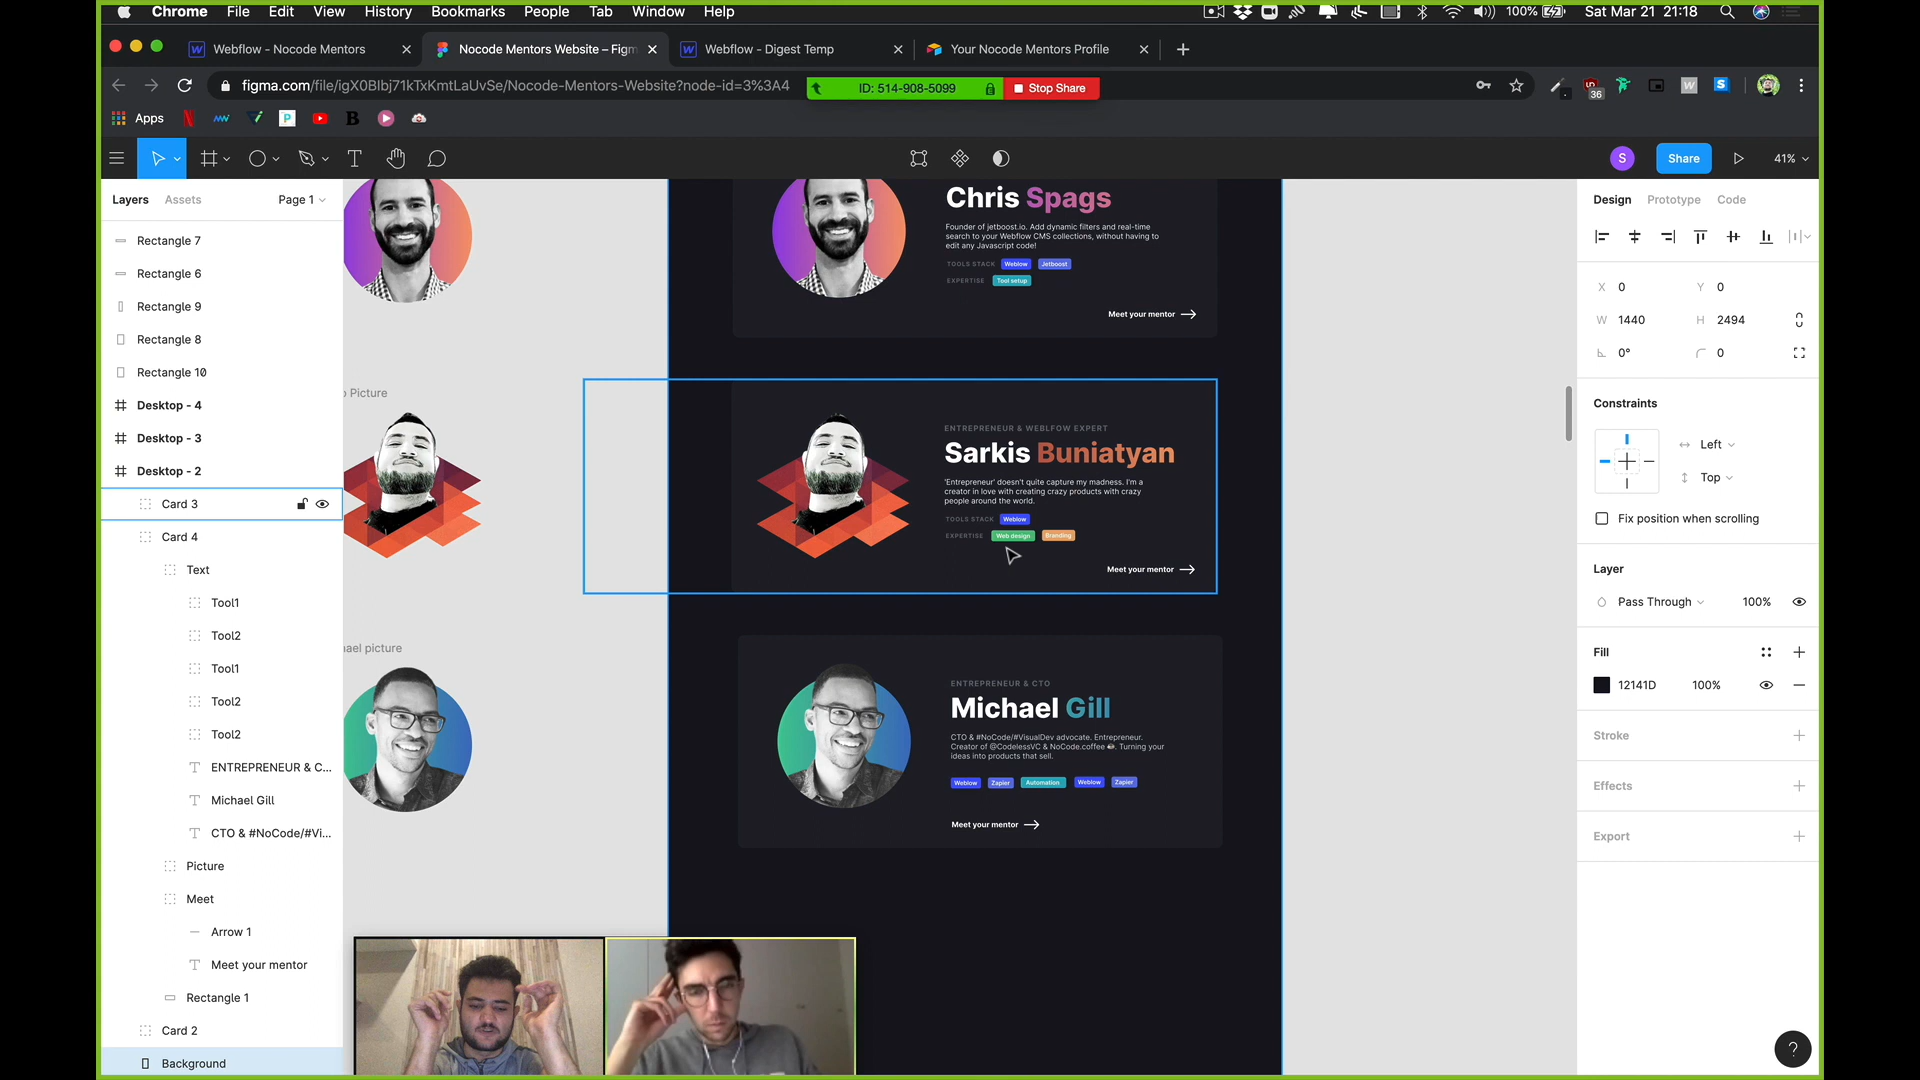 Chrome File Edit View History Bookmarks People Tab Window Help
100% Sat Mar 21 21:18
Webflow - Nocode Mentors
Nocode Mentors Website – Figm
Webflow - Digest Temp
Your Nocode Mentors Profile
figma.com/file/igX0BIbj71kTxKmtLaUvSe/Nocode-Mentors-Website?node-id=3%3A4
ID: 514-908-5099
Stop Share
36
Apps
S
Share
41%
Layers
Assets
Page 1
Rectangle 7
Rectangle 6
Rectangle 9
Rectangle 8
Rectangle 10
Desktop - 4
Desktop - 3
Desktop - 2
Card 3
Card 4
Text
Tool1
Tool2
Tool1
Tool2
Tool2
ENTREPRENEUR & C...
Michael Gill
CTO & #NoCode/#Vi...
Picture
Meet
Arrow 1
Meet your mentor
Rectangle 1
Card 2
Background
Picture
ael picture
Chris Spags
Founder of jetboost.io. Add dynamic filters and real-time
search to your Webflow CMS collections, without having to
edit any Javascript code!
TOOLS STACK Weblow Jetboost
EXPERTISE Tool setup
Meet your mentor
ENTREPRENEUR & WEBLFOW EXPERT
Sarkis Buniatyan
'Entrepreneur' doesn't quite capture my madness. I'm a
creator in love with creating crazy products with crazy
people around the world.
TOOLS STACK Weblow
EXPERTISE Web design Branding
Meet your mentor
ENTREPRENEUR & CTO
Michael Gill
CTO & #NoCode/#VisualDev advocate. Entrepreneur.
Creator of @CodelessVC & NoCode.coffee ☕. Turning your
ideas into products that sell.
Weblow Zapier Automation Weblow Zapier
Meet your mentor
Design
Prototype
Code
X 0 Y 0
W 1440 H 2494
0° 0
Constraints
Left
Top
Fix position when scrolling
Layer
Pass Through 100%
Fill
12141D 100%
Stroke
Effects
Export
?